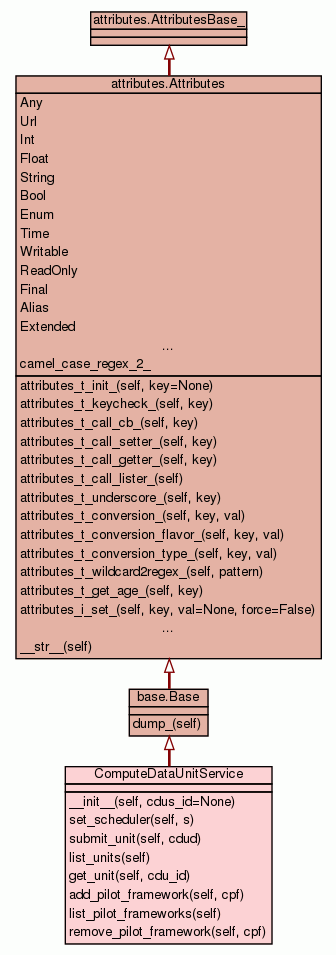 attributes.AttributesBase_
attributes.Attributes
Any
Url
Int
Float
String
Bool
Enum
Time
Writable
ReadOnly
Final
Alias
Extended
...
camel_case_regex_2_
attributes_t_init_(self, key=None)
attributes_t_keycheck_(self, key)
attributes_t_call_cb_(self, key)
attributes_t_call_setter_(self, key)
attributes_t_call_getter_(self, key)
attributes_t_call_lister_(self)
attributes_t_underscore_(self, key)
attributes_t_conversion_(self, key, val)
attributes_t_conversion_flavor_(self, key, val)
attributes_t_conversion_type_(self, key, val)
attributes_t_wildcard2regex_(self, pattern)
attributes_t_get_age_(self, key)
attributes_i_set_(self, key, val=None, force=False)
...
__str__(self)
base.Base
dump_(self)
ComputeDataUnitService
__init__(self, cdus_id=None)
set_scheduler(self, s)
submit_unit(self, cdud)
list_units(self)
get_unit(self, cdu_id)
add_pilot_framework(self, cpf)
list_pilot_frameworks(self)
remove_pilot_framework(self, cpf)